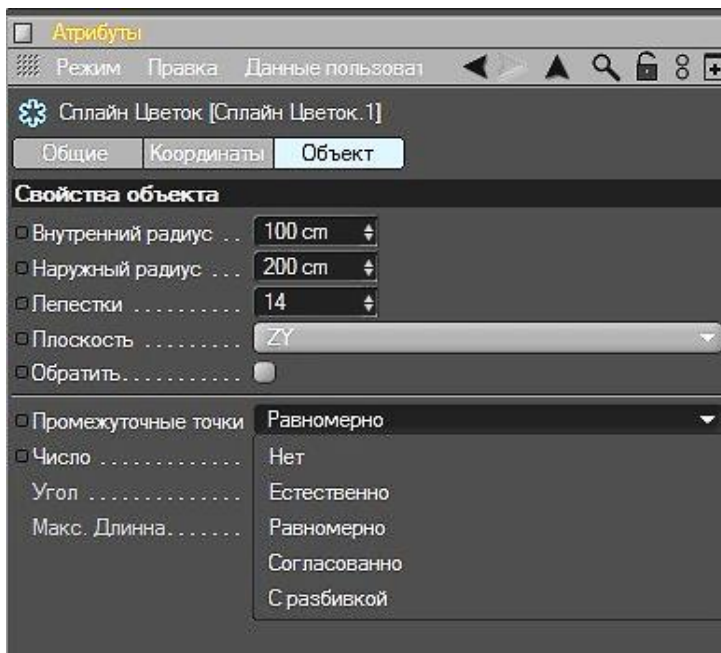 Атрибуты
Режим Правка Данные пользоват
Сплайн Цветок [Сплайн Цветок.1]
Общие Координаты Объект
Свойства объекта
Внутренний радиус . . 100 cm
Наружный радиус . . . 200 cm
Лепестки . . . . . . . . . . 14
Плоскость . . . . . . . . . ZY
Обратить. . . . . . . . . . .
Промежуточные точки Равномерно
Число . . . . . . . . . . . . . Нет
Угол . . . . . . . . . . . . . . Естественно
Макс. Длинна. . . . . . . Равномерно
Согласованно
С разбивкой